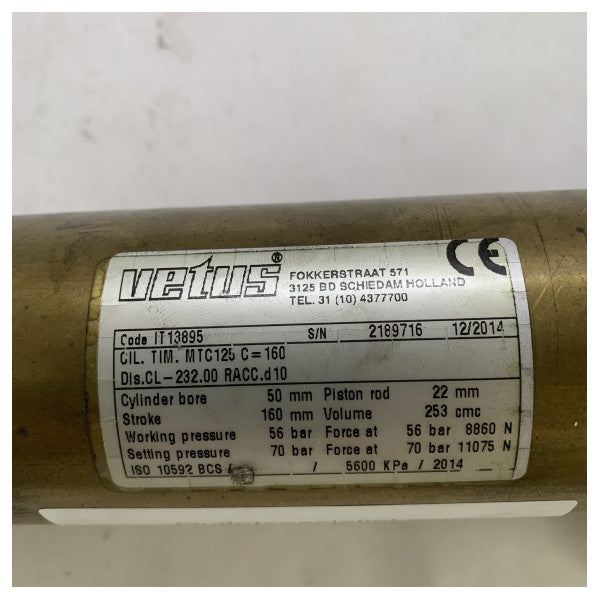 vetus®
FOKKERSTRAAT 571
3125 BD SCHIEDAM HOLLAND
TEL. 31 (10) 4377700
CE
Code IT13895 S/N 2189716 12/2014
CIL. TIM. MTC125 C=160
Dis.CL-232.00 RACC.d10
Cylinder bore 50 mm Piston rod 22 mm
Stroke 160 mm Volume 253 cmc
Working pressure 56 bar Force at 56 bar 8860 N
Setting pressure 70 bar Force at 70 bar 11075 N
ISO 10592 BCS / / 5600 KPa / 2014